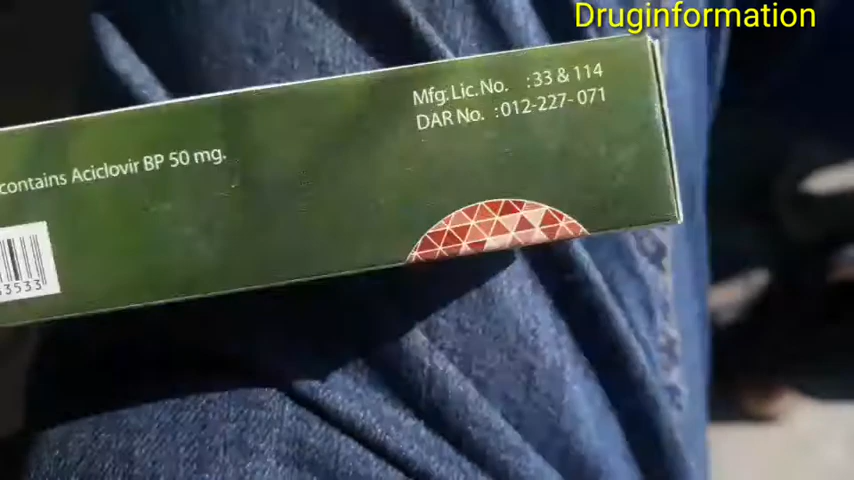 Druginformation
Mfg. Lic. No. : 33 & 114
DAR No. : 012-227-071
contains Aciclovir BP 50 mg.
3533